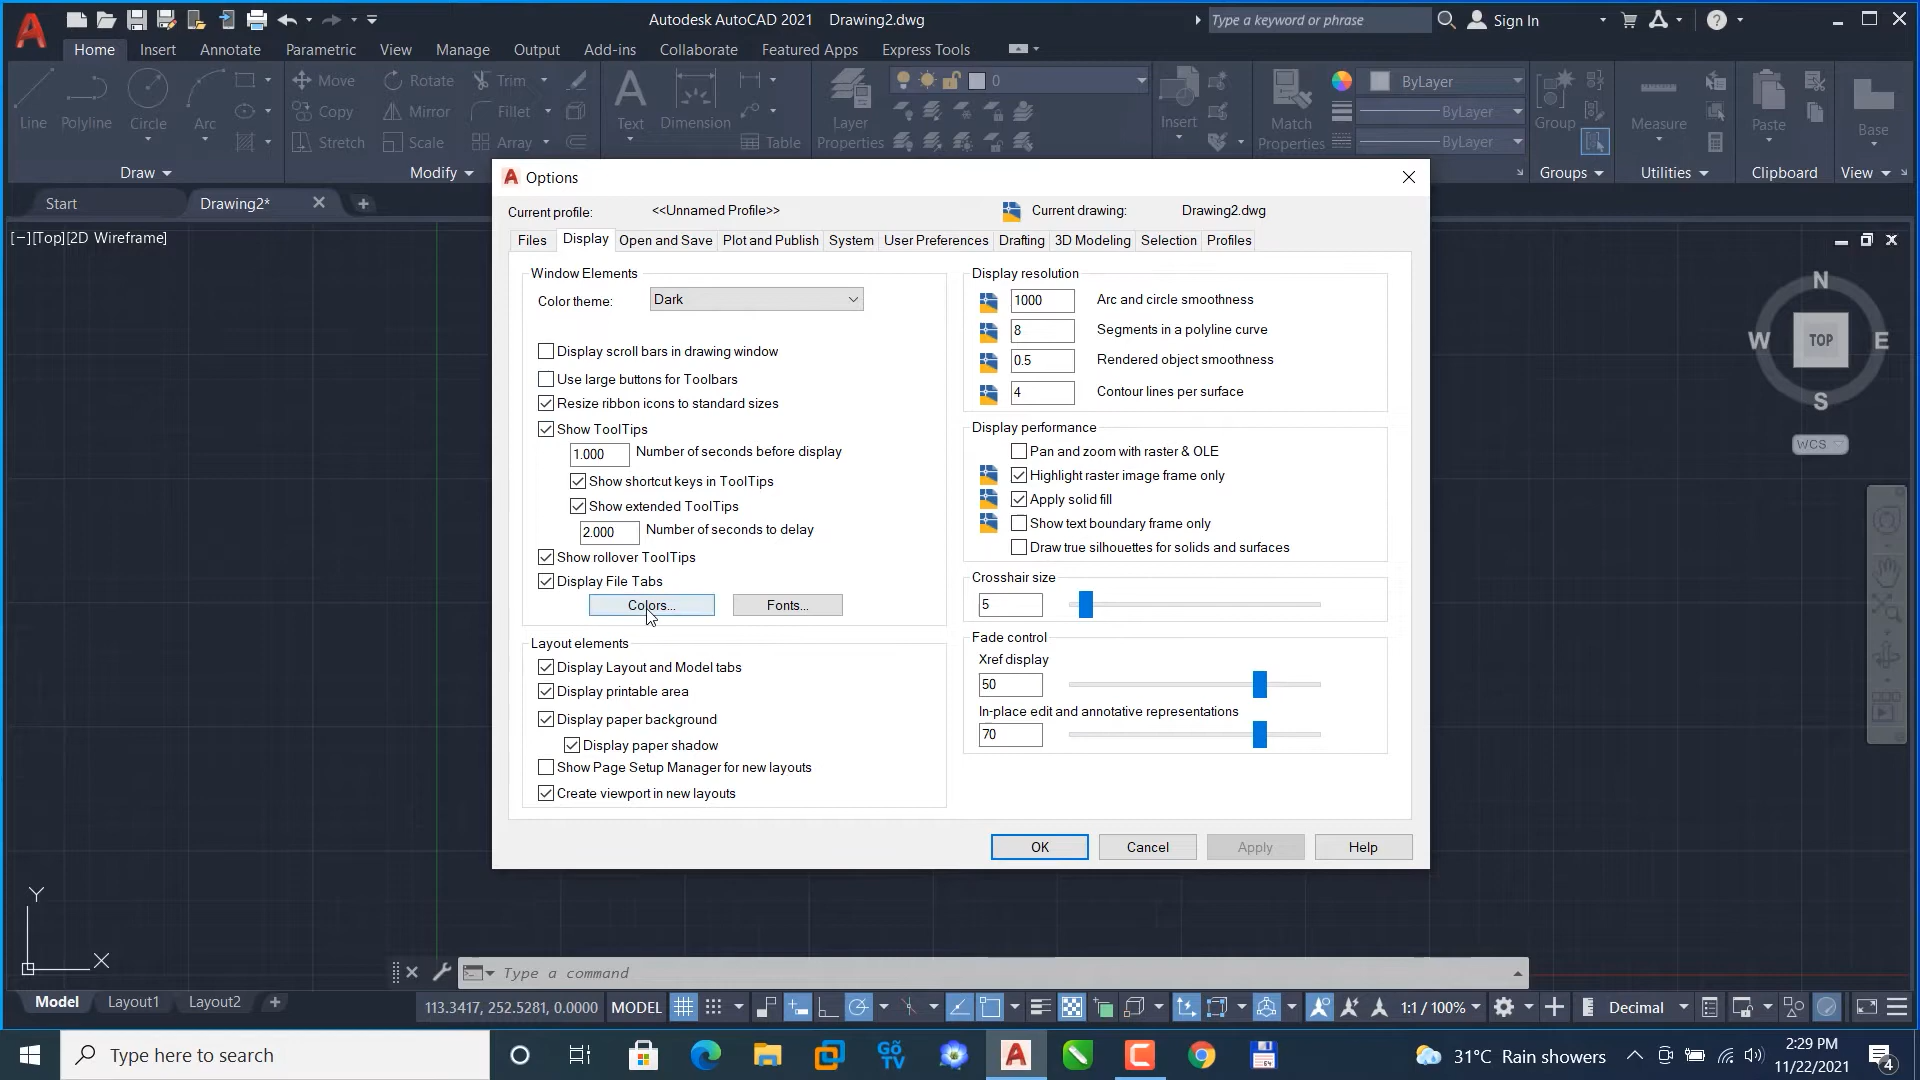 Autodesk AutoCAD 2021 Drawing2.dwg
Type a keyword or phrase
Sign In
Home Insert Annotate Parametric View Manage Output Add-ins Collaborate Featured Apps Express Tools
Move Rotate Trim
0
ByLayer
Line Polyline Circle Arc
Copy Mirror Fillet
Text Dimension
Layer
Properties
Insert
Match
Properties
ByLayer
Group
Measure
Paste
Base
Stretch Scale Array
Table
ByLayer
Draw
Modify
Groups
Utilities
Clipboard
View
Start
Drawing2*
[−][Top][2D Wireframe]
Options
Current profile: <<Unnamed Profile>>
Current drawing: Drawing2.dwg
Files Display Open and Save Plot and Publish System User Preferences Drafting 3D Modeling Selection Profiles
Window Elements
Color theme: Dark
Display scroll bars in drawing window
Use large buttons for Toolbars
Resize ribbon icons to standard sizes
Show ToolTips
1.000 Number of seconds before display
Show shortcut keys in ToolTips
Show extended ToolTips
2.000 Number of seconds to delay
Show rollover ToolTips
Display File Tabs
Colors... Fonts...
Layout elements
Display Layout and Model tabs
Display printable area
Display paper background
Display paper shadow
Show Page Setup Manager for new layouts
Create viewport in new layouts
Display resolution
1000 Arc and circle smoothness
8 Segments in a polyline curve
0.5 Rendered object smoothness
4 Contour lines per surface
Display performance
Pan and zoom with raster & OLE
Highlight raster image frame only
Apply solid fill
Show text boundary frame only
Draw true silhouettes for solids and surfaces
Crosshair size
5
Fade control
Xref display
50
In-place edit and annotative representations
70
OK Cancel Apply Help
N
W TOP E
S
WCS
Y
X
Type a command
Model Layout1 Layout2
113.3417, 252.5281, 0.0000 MODEL
1:1 / 100%
Decimal
Type here to search
GõTV
64
31°C Rain showers
2:29 PM
11/22/2021
4